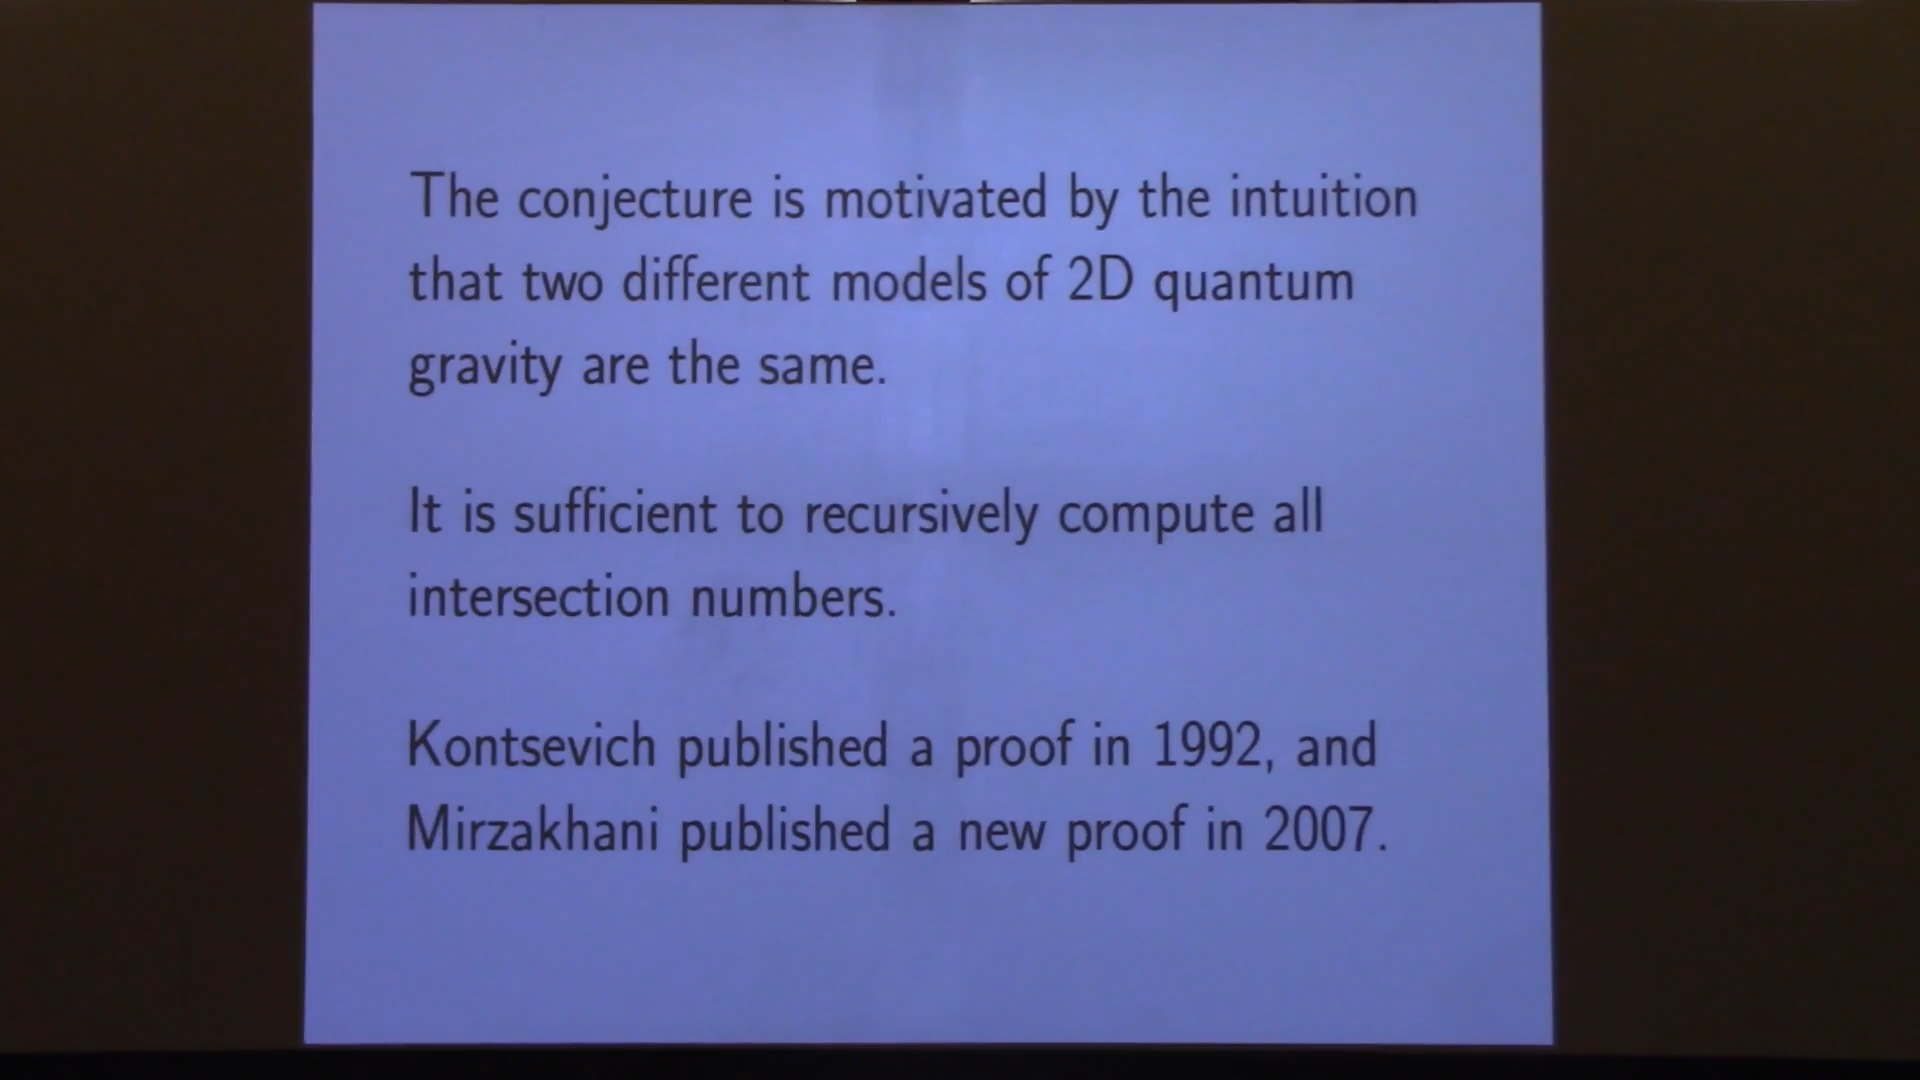 The conjecture is motivated by the intuition
that two different models of 2D quantum
gravity are the same.
It is sufficient to recursively compute all
intersection numbers.
Kontsevich published a proof in 1992, and
Mirzakhani published a new proof in 2007.